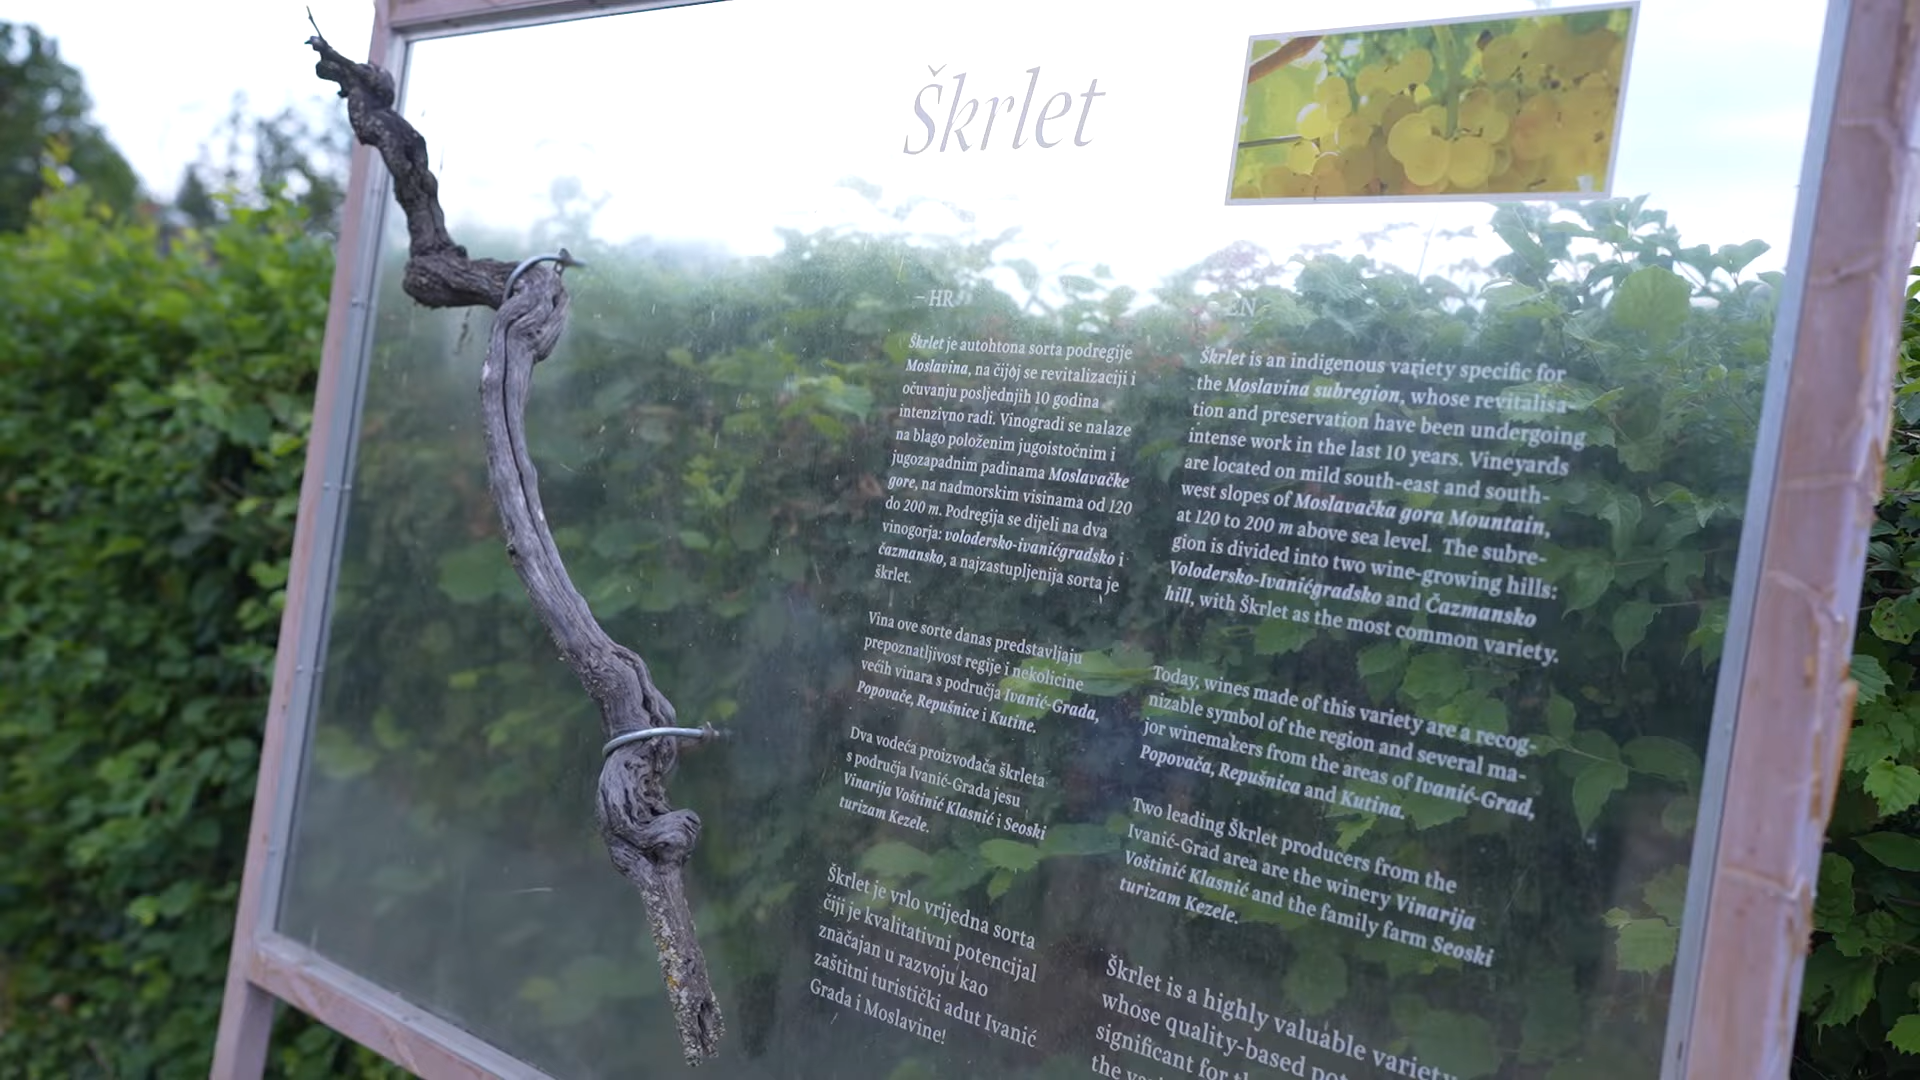 Škrlet
– HR
Škrlet je autohtona sorta podregije
Moslavina, na čijoj se revitalizaciji i
očuvanju posljednjih 10 godina
intenzivno radi. Vinogradi se nalaze
na blago položenim jugoistočnim i
jugozapadnim padinama Moslavačke
gore, na nadmorskim visinama od 120
do 200 m. Podregija se dijeli na dva
vinogorja: volodersko-ivanićgradsko i
čazmansko, a najzastupljenija sorta je
škrlet.
Vina ove sorte danas predstavljaju
prepoznatljivost regije i nekolicine
većih vinara s područja Ivanić-Grada,
Popovače, Repušnice i Kutine.
Dva vodeća proizvođača škrleta
s područja Ivanić-Grada jesu
Vinarija Voštinić Klasnić i Seoski
turizam Kezele.
Škrlet je vrlo vrijedna sorta
čiji je kvalitativni potencijal
značajan u razvoju kao
zaštitni turistički adut Ivanić
Grada i Moslavine!
EN
Škrlet is an indigenous variety specific for
the Moslavina subregion, whose revitalisa-
tion and preservation have been undergoing
intense work in the last 10 years. Vineyards
are located on mild south-east and south-
west slopes of Moslavačka gora Mountain,
at 120 to 200 m above sea level. The subre-
gion is divided into two wine-growing hills:
Volodersko-Ivanićgradsko and Čazmansko
hill, with Škrlet as the most common variety.
Today, wines made of this variety are a recog-
nizable symbol of the region and several ma-
jor winemakers from the areas of Ivanić-Grad,
Popovača, Repušnica and Kutina.
Two leading Škrlet producers from the
Ivanić-Grad area are the winery Vinarija
Voštinić Klasnić and the family farm Seoski
turizam Kezele.
Škrlet is a highly valuable variety
whose quality-based
significant for
the